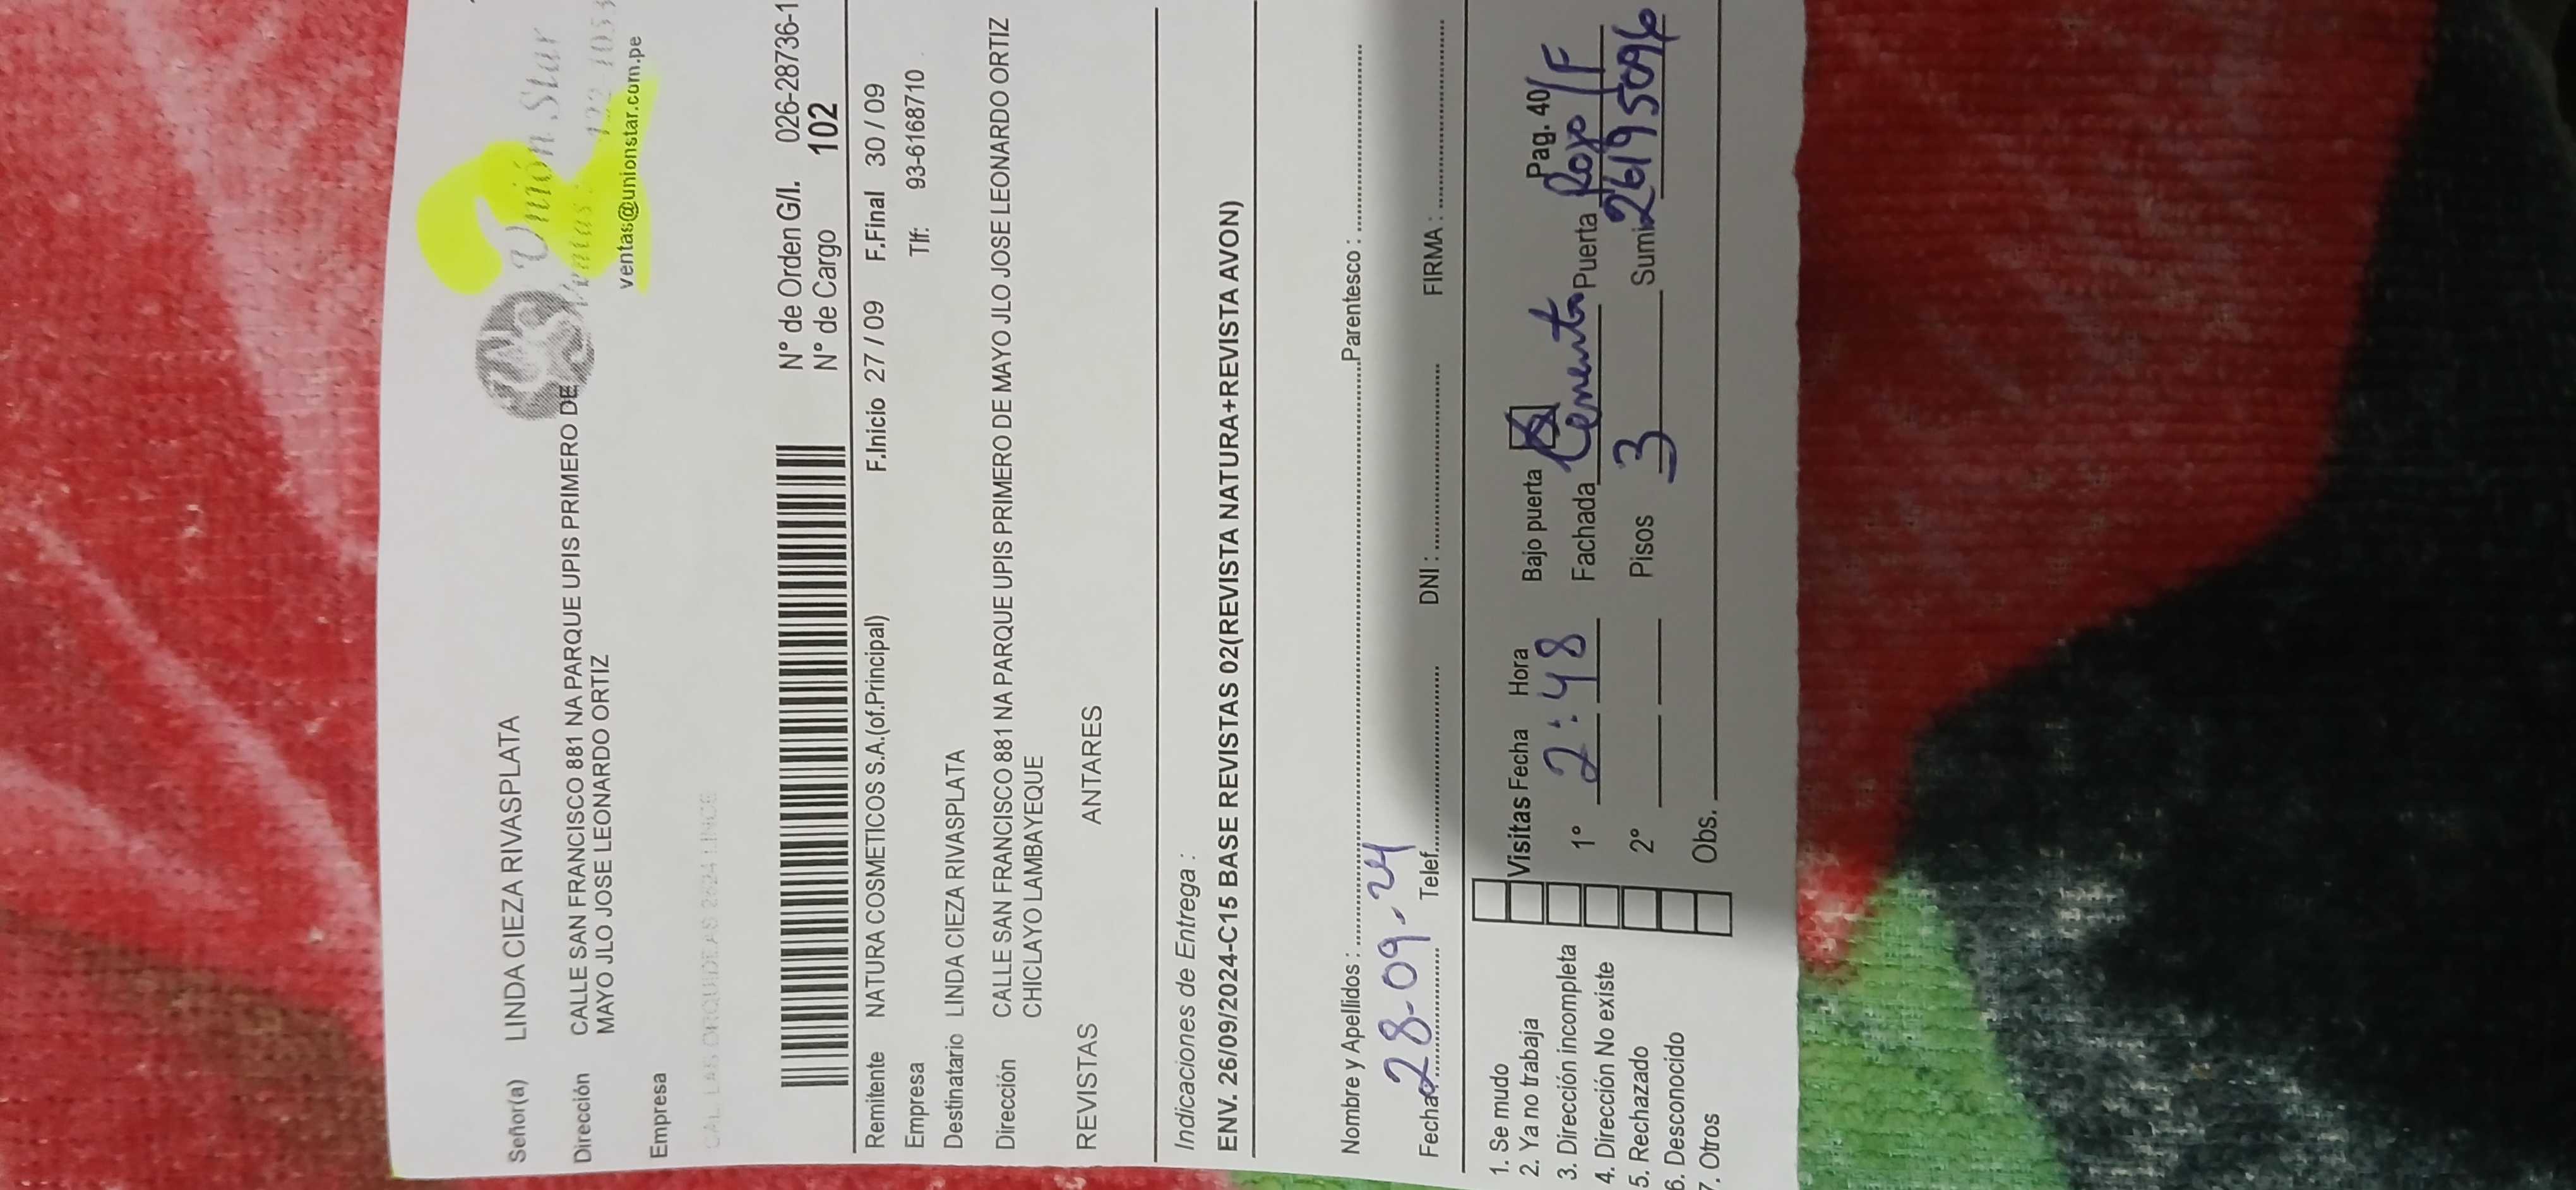 Unión Star
Ventas:
ventas@unionstar.com.pe
Señor(a) LINDA CIEZA RIVASPLATA
Dirección CALLE SAN FRANCISCO 881 NA PARQUE UPIS PRIMERO DE
MAYO JLO JOSE LEONARDO ORTIZ
Empresa
N° de Orden G/I. 026-28736-1
N° de Cargo 102
F.Inicio 27 / 09 F.Final 30 / 09
Remitente NATURA COSMETICOS S.A.(of.Principal)
Empresa Tlf: 93-6168710
Destinatario LINDA CIEZA RIVASPLATA
Dirección CALLE SAN FRANCISCO 881 NA PARQUE UPIS PRIMERO DE MAYO JLO JOSE LEONARDO ORTIZ
CHICLAYO LAMBAYEQUE
REVISTAS ANTARES
Indicaciones de Entrega :
ENV. 26/09/2024-C15 BASE REVISTAS 02(REVISTA NATURA+REVISTA AVON)
Nombre y Apellidos : Parentesco :
Fecha 28-09-24 Telef. DNI : FIRMA :
1. Se mudo
2. Ya no trabaja
3. Dirección incompleta
4. Dirección No existe
5. Rechazado
6. Desconocido
7. Otros
Visitas Fecha Hora Bajo puerta Pag. 40/
1° 2:48 Fachada Cemento Puerta Rojo/F
2° Pisos 3 Sumi 26195096
Obs.